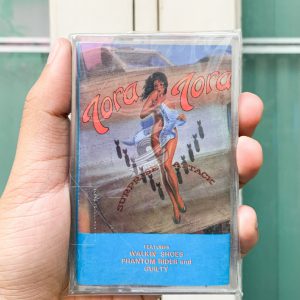 Tora Tora
SURPRISE ATTACK
FEATURING
WALKIN' SHOES
PHANTOM RIDER and
GUILTY